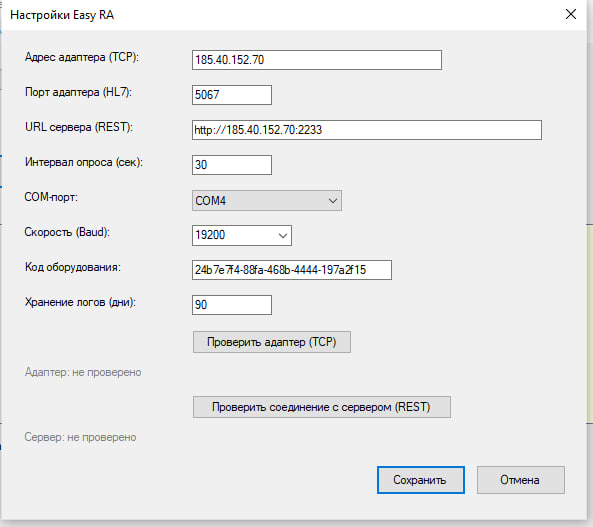 Настройки Easy RA
Адрес адаптера (TCP): 185.40.152.70
Порт адаптера (HL7): 5067
URL сервера (REST): http://185.40.152.70:2233
Интервал опроса (сек): 30
COM-порт: COM4
Скорость (Baud): 19200
Код оборудования: 24b7e7f4-88fa-468b-4444-197a2f15
Хранение логов (дни): 90
Проверить адаптер (TCP)
Адаптер: не проверено
Проверить соединение с сервером (REST)
Сервер: не проверено
Сохранить Отмена